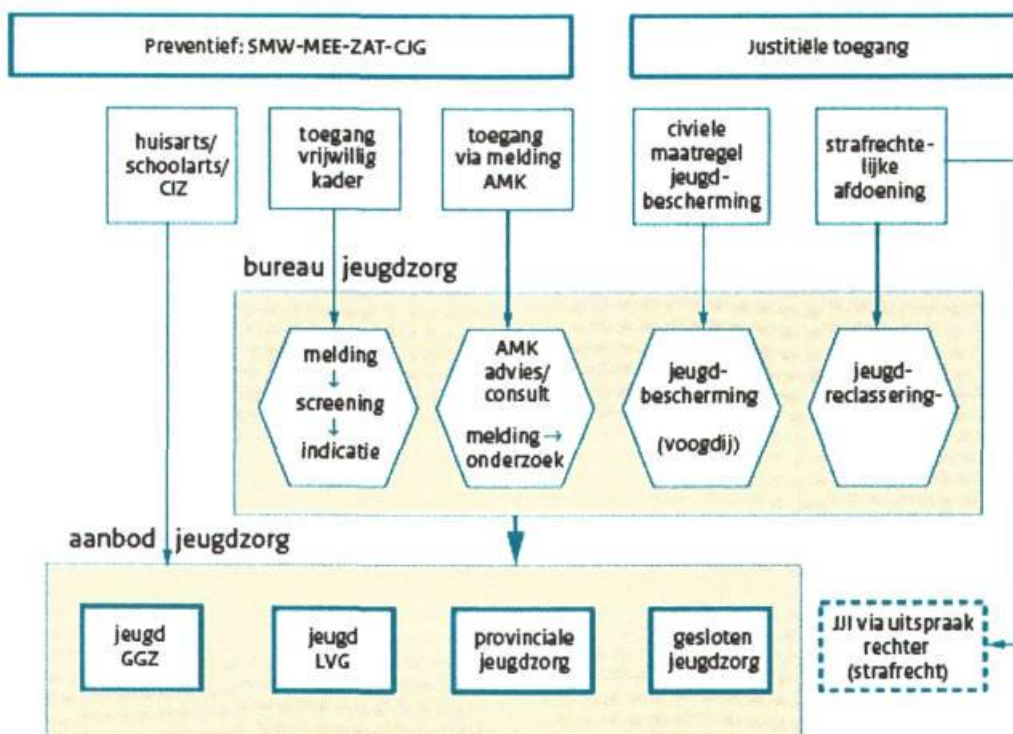 Preventief: SMW-MEE-ZAT-CJG
Justitiële toegang
huisarts/
schoolarts/
CIZ
toegang
vrijwillig
kader
toegang
via melding
AMK
civiele
maatregel
jeugd-
bescherming
strafrechte-
lijke
afdoening
bureau jeugdzorg
melding
↓
screening
↓
indicatie
AMK
advies/
consult
melding →
onderzoek
jeugd-
bescherming
(voogdij)
jeugd-
reclassering-
aanbod jeugdzorg
jeugd
GGZ
jeugd
LVG
provinciale
jeugdzorg
gesloten
jeugdzorg
JJI via uitspraak
rechter
(strafrecht)